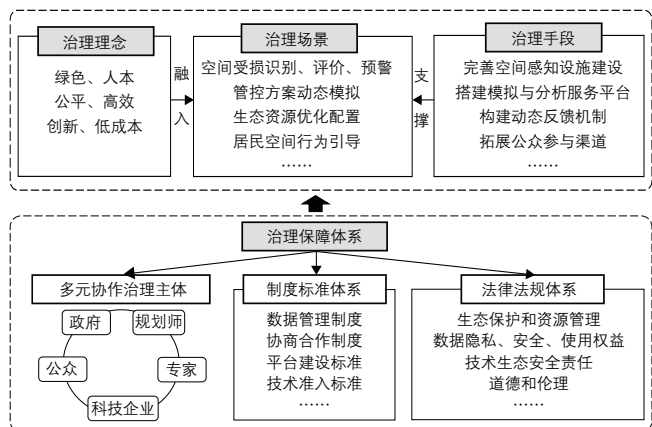 治理理念
绿色、人本
公平、高效
创新、低成本
融
入
治理场景
空间受损识别、评价、预警
管控方案动态模拟
生态资源优化配置
居民空间行为引导
……
支
撑
治理手段
完善空间感知设施建设
搭建模拟与分析服务平台
构建动态反馈机制
拓展公众参与渠道
……
治理保障体系
多元协作治理主体
政府
规划师
公众
专家
科技企业
制度标准体系
数据管理制度
协商合作制度
平台建设标准
技术准入标准
……
法律法规体系
生态保护和资源管理
数据隐私、安全、使用权益
技术生态安全责任
道德和伦理
……